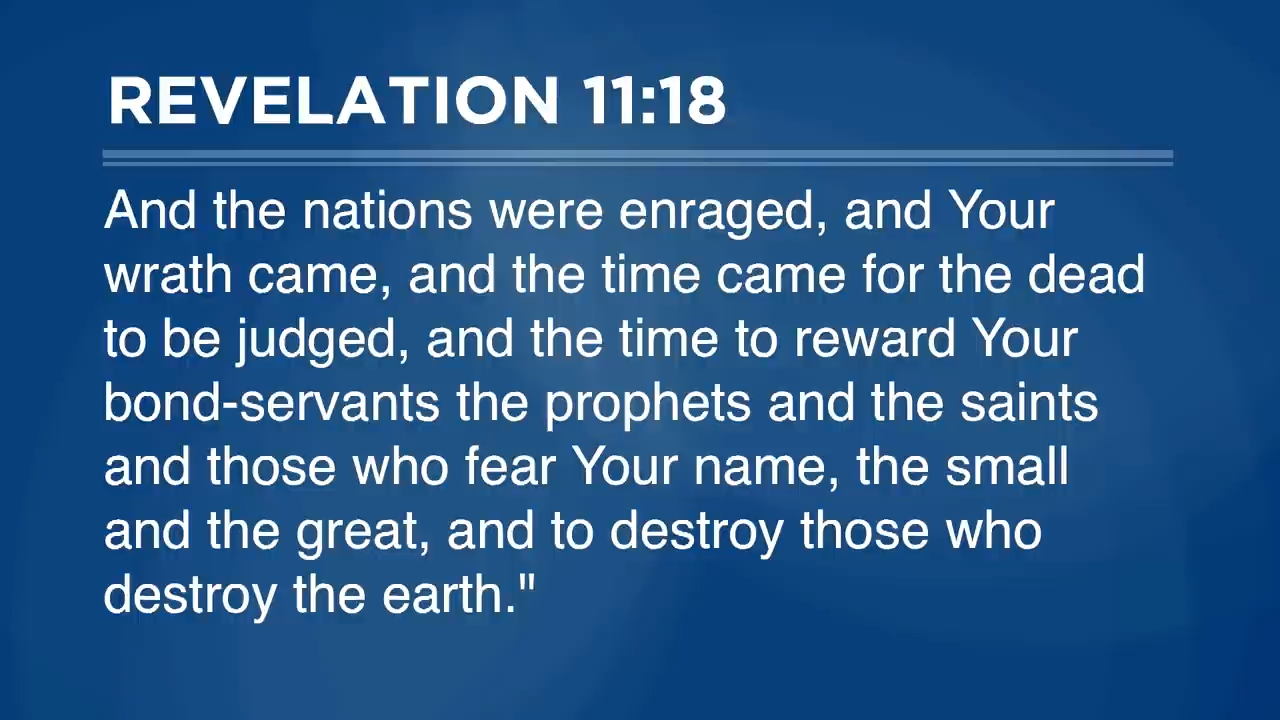 REVELATION 11:18
And the nations were enraged, and Your
wrath came, and the time came for the dead
to be judged, and the time to reward Your
bond-servants the prophets and the saints
and those who fear Your name, the small
and the great, and to destroy those who
destroy the earth."